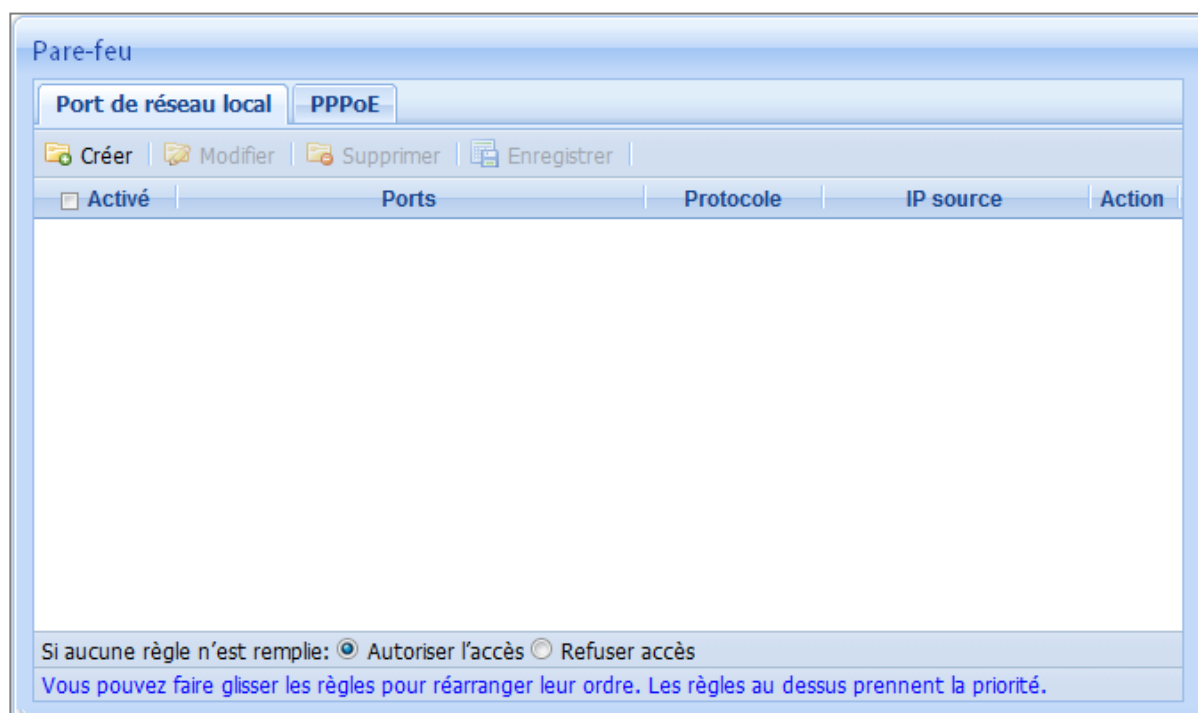 Pare-feu
Port de réseau local PPPoE
Créer Modifier Supprimer Enregistrer
Activé Ports Protocole IP source Action
Si aucune règle n’est remplie: Autoriser l’accès Refuser accès
Vous pouvez faire glisser les règles pour réarranger leur ordre. Les règles au dessus prennent la priorité.